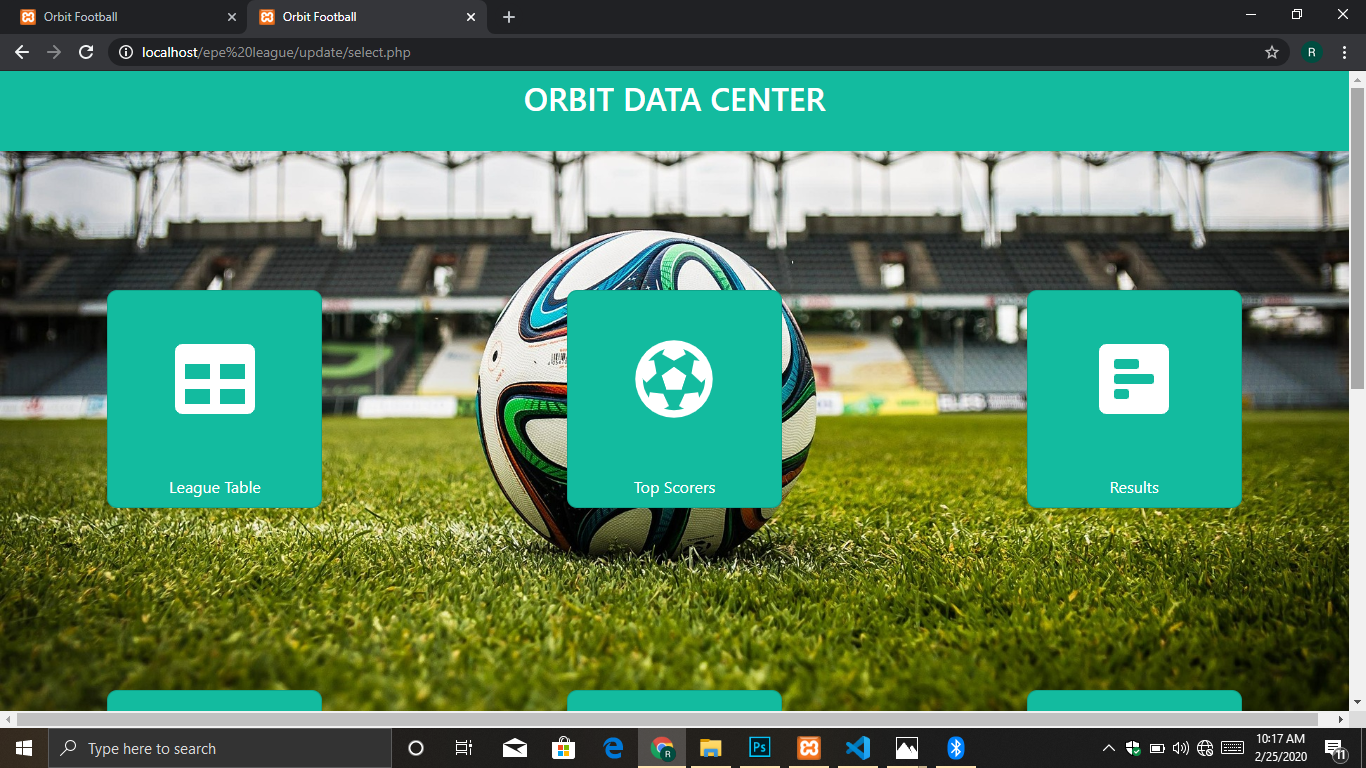 Orbit Football
Orbit Football
localhost/epe%20league/update/select.php
R
ORBIT DATA CENTER
League Table
Top Scorers
Results
Type here to search
R
Ps
10:17 AM
2/25/2020
11